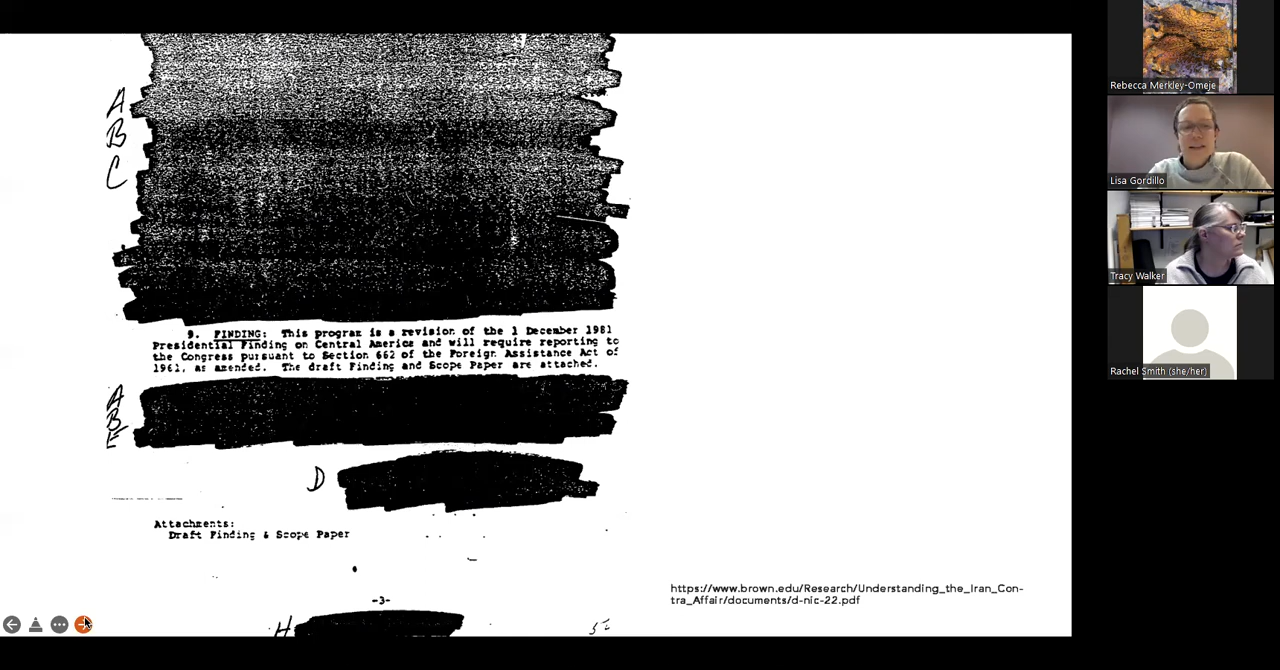 A
B
C
9. FINDING: This program is a revision of the 1 December 1981
Presidential Finding on Central America and will require reporting to
the Congress pursuant to Section 662 of the Foreign Assistance Act of
1961, as amended. The draft Finding and Scope Paper are attached.
A
B
E
D
Attachments:
Draft Finding & Scope Paper
-3-
H
https://www.brown.edu/Research/Understanding_the_Iran_Con-
tra_Affair/documents/d-nic-22.pdf
Rebecca Merkley-Omeje
Lisa Gordillo
Tracy Walker
Rachel Smith (she/her)